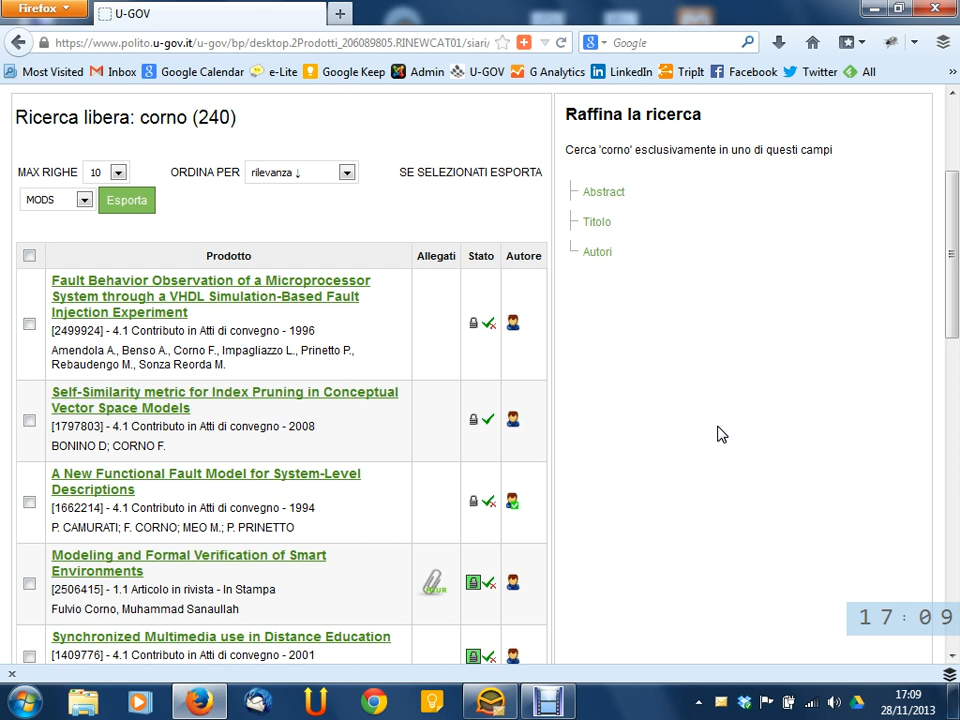 Firefox
U-GOV
https://www.polito.u-gov.it/u-gov/bp/desktop.2Prodotti_206089805.RINEWCAT01/siari/
Google
Most Visited Inbox Google Calendar e-Lite Google Keep Admin U-GOV G Analytics LinkedIn TripIt Facebook Twitter All
Ricerca libera: corno (240)
MAX RIGHE 10 ORDINA PER rilevanza ↓ SE SELEZIONATI ESPORTA
MODS Esporta
Prodotto Allegati Stato Autore
Fault Behavior Observation of a Microprocessor
System through a VHDL Simulation-Based Fault
Injection Experiment
[2499924] - 4.1 Contributo in Atti di convegno - 1996
Amendola A., Benso A., Corno F., Impagliazzo L., Prinetto P.,
Rebaudengo M., Sonza Reorda M.
Self-Similarity metric for Index Pruning in Conceptual
Vector Space Models
[1797803] - 4.1 Contributo in Atti di convegno - 2008
BONINO D; CORNO F.
A New Functional Fault Model for System-Level
Descriptions
[1662214] - 4.1 Contributo in Atti di convegno - 1994
P. CAMURATI; F. CORNO; MEO M.; P. PRINETTO
Modeling and Formal Verification of Smart
Environments
[2506415] - 1.1 Articolo in rivista - In Stampa
Fulvio Corno, Muhammad Sanaullah
Synchronized Multimedia use in Distance Education
[1409776] - 4.1 Contributo in Atti di convegno - 2001
Raffina la ricerca
Cerca 'corno' esclusivamente in uno di questi campi
Abstract
Titolo
Autori
17:09
17:09
28/11/2013